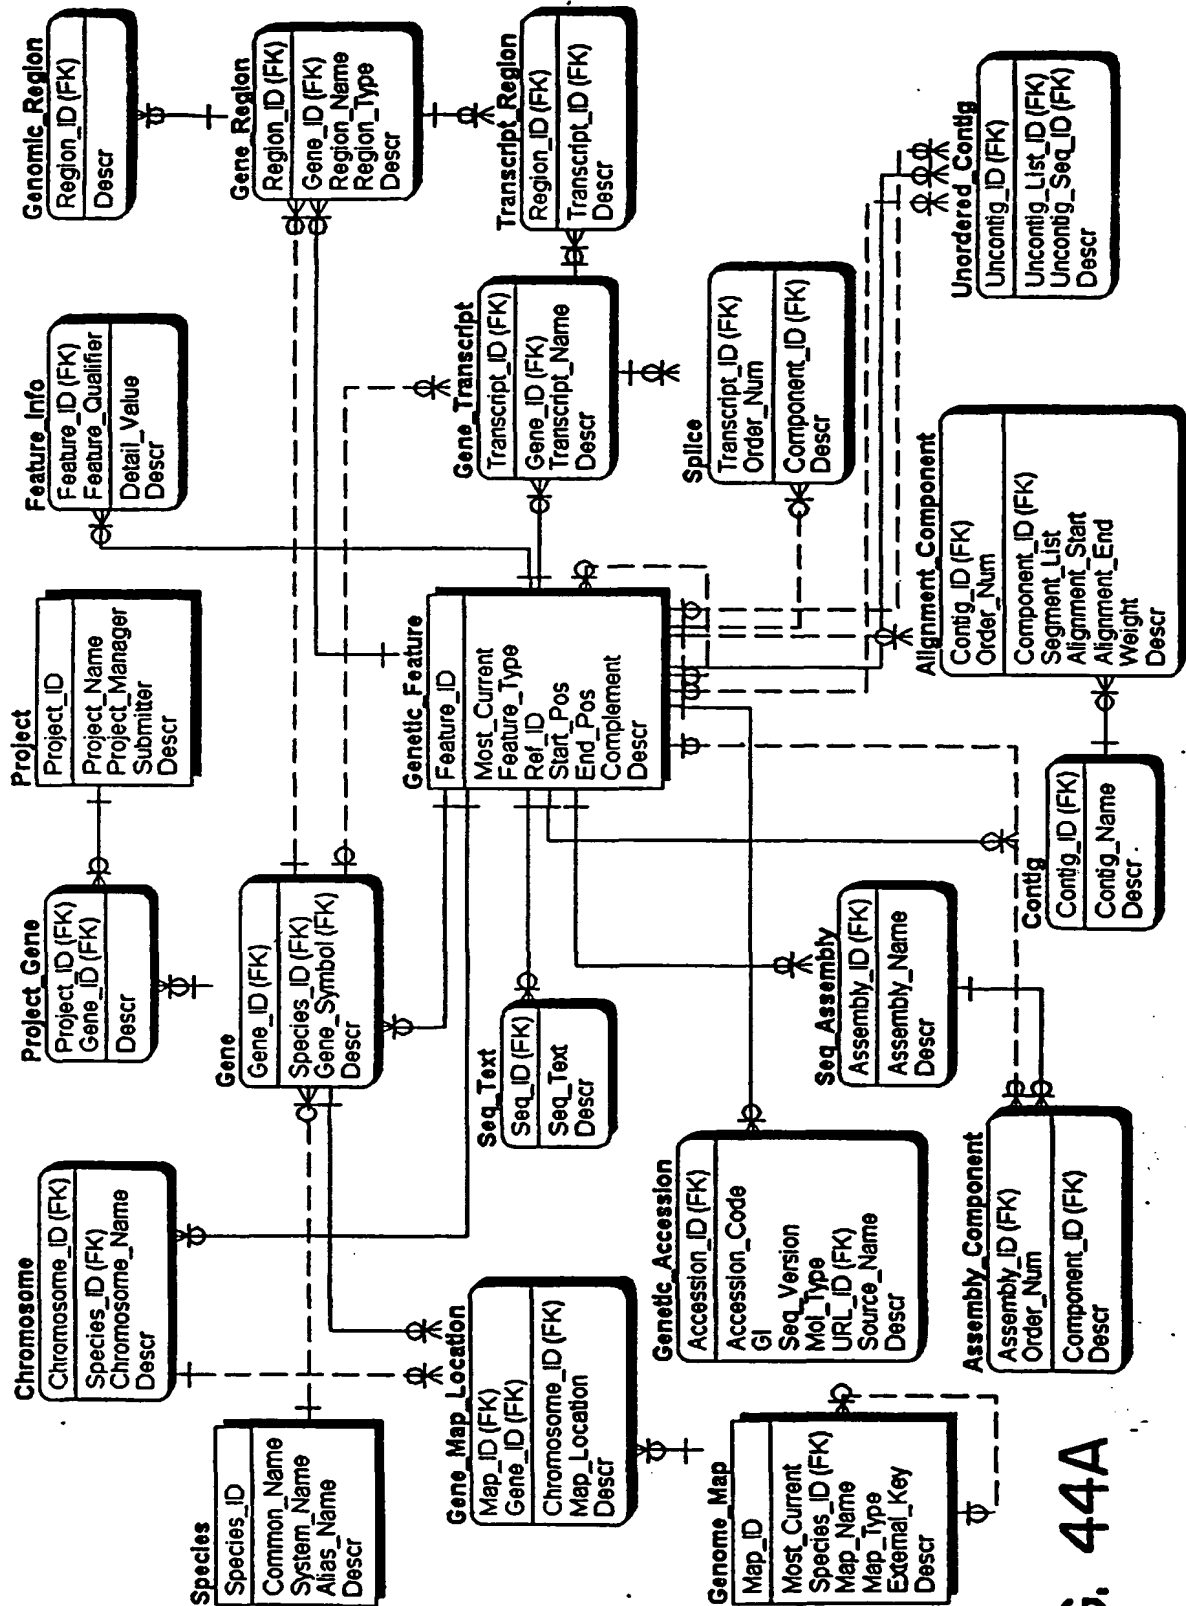 Genomic_Region
Region_ID (FK)
Descr
Gene_Region
Region_ID (FK)
Gene_ID (FK)
Region_Name
Region_Type
Descr
Transcript_Region
Region_ID (FK)
Transcript_ID (FK)
Descr
Unordered_Contig
Uncontig_ID (FK)
Uncontig_List_ID (FK)
Uncontig_Seq_ID (FK)
Descr
Feature_Info
Feature_ID (FK)
Feature_Qualifier
Detail_Value
Descr
Gene_Transcript
Transcript_ID (FK)
Gene_ID (FK)
Transcript_Name
Descr
Splice
Transcript_ID (FK)
Order_Num
Component_ID (FK)
Descr
Alignment_Component
Contig_ID (FK)
Order_Num
Component_ID (FK)
Segment_List
Alignment_Start
Alignment_End
Weight
Descr
Project
Project_ID
Project_Name
Project_Manager
Submitter
Descr
Genetic_Feature
Feature_ID
Most_Current
Feature_Type
Ref_ID
Start_Pos
End_Pos
Complement
Descr
Project_Gene
Project_ID (FK)
Gene_ID (FK)
Descr
Gene
Gene_ID (FK)
Species_ID (FK)
Gene_Symbol (FK)
Descr
Seq_Text
Seq_ID (FK)
Seq_Text
Descr
Seq_Assembly
Assembly_ID (FK)
Assembly_Name
Descr
Contig
Contig_ID (FK)
Contig_Name
Descr
Chromosome
Chromosome_ID (FK)
Species_ID (FK)
Chromosome_Name
Descr
Gene_Map_Location
Map_ID (FK)
Gene_ID (FK)
Chromosome_ID (FK)
Map_Location
Descr
Genetic_Accession
Accession_ID (FK)
Accession_Code
GI
Seq_Version
Mol_Type
URL_ID (FK)
Source_Name
Descr
Assembly_Component
Assembly_ID (FK)
Order_Num
Component_ID (FK)
Descr
Species
Species_ID
Common_Name
System_Name
Alias_Name
Descr
Genome_Map
Map_ID
Most_Current
Species_ID (FK)
Map_Name
Map_Type
External_Key
Descr
44A